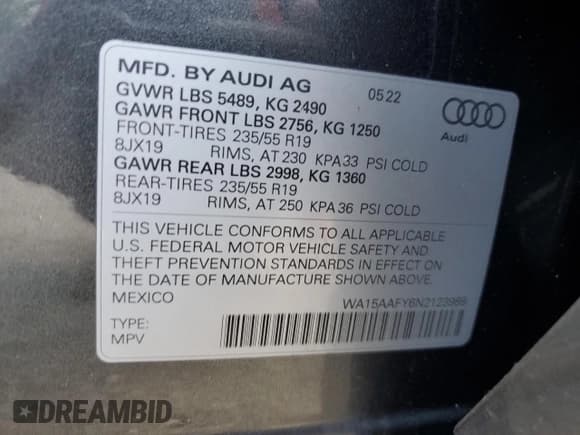 MFD. BY AUDI AG 05.22
GVWR LBS 5489, KG 2490
GAWR FRONT LBS 2756, KG 1250
FRONT-TIRES 235/55 R19
8JX19 RIMS, AT 230 KPA33 PSI COLD
GAWR REAR LBS 2998, KG 1360
REAR-TIRES 235/55 R19
8JX19 RIMS, AT 250 KPA36 PSI COLD
Audi
THIS VEHICLE CONFORMS TO ALL APPLICABLE
U.S. FEDERAL MOTOR VEHICLE SAFETY AND
THEFT PREVENTION STANDARDS IN EFFECT ON
THE DATE OF MANUFACTURE SHOWN ABOVE.
MEXICO WA15AAFY6N2123986
TYPE:
MPV
DREAMBID